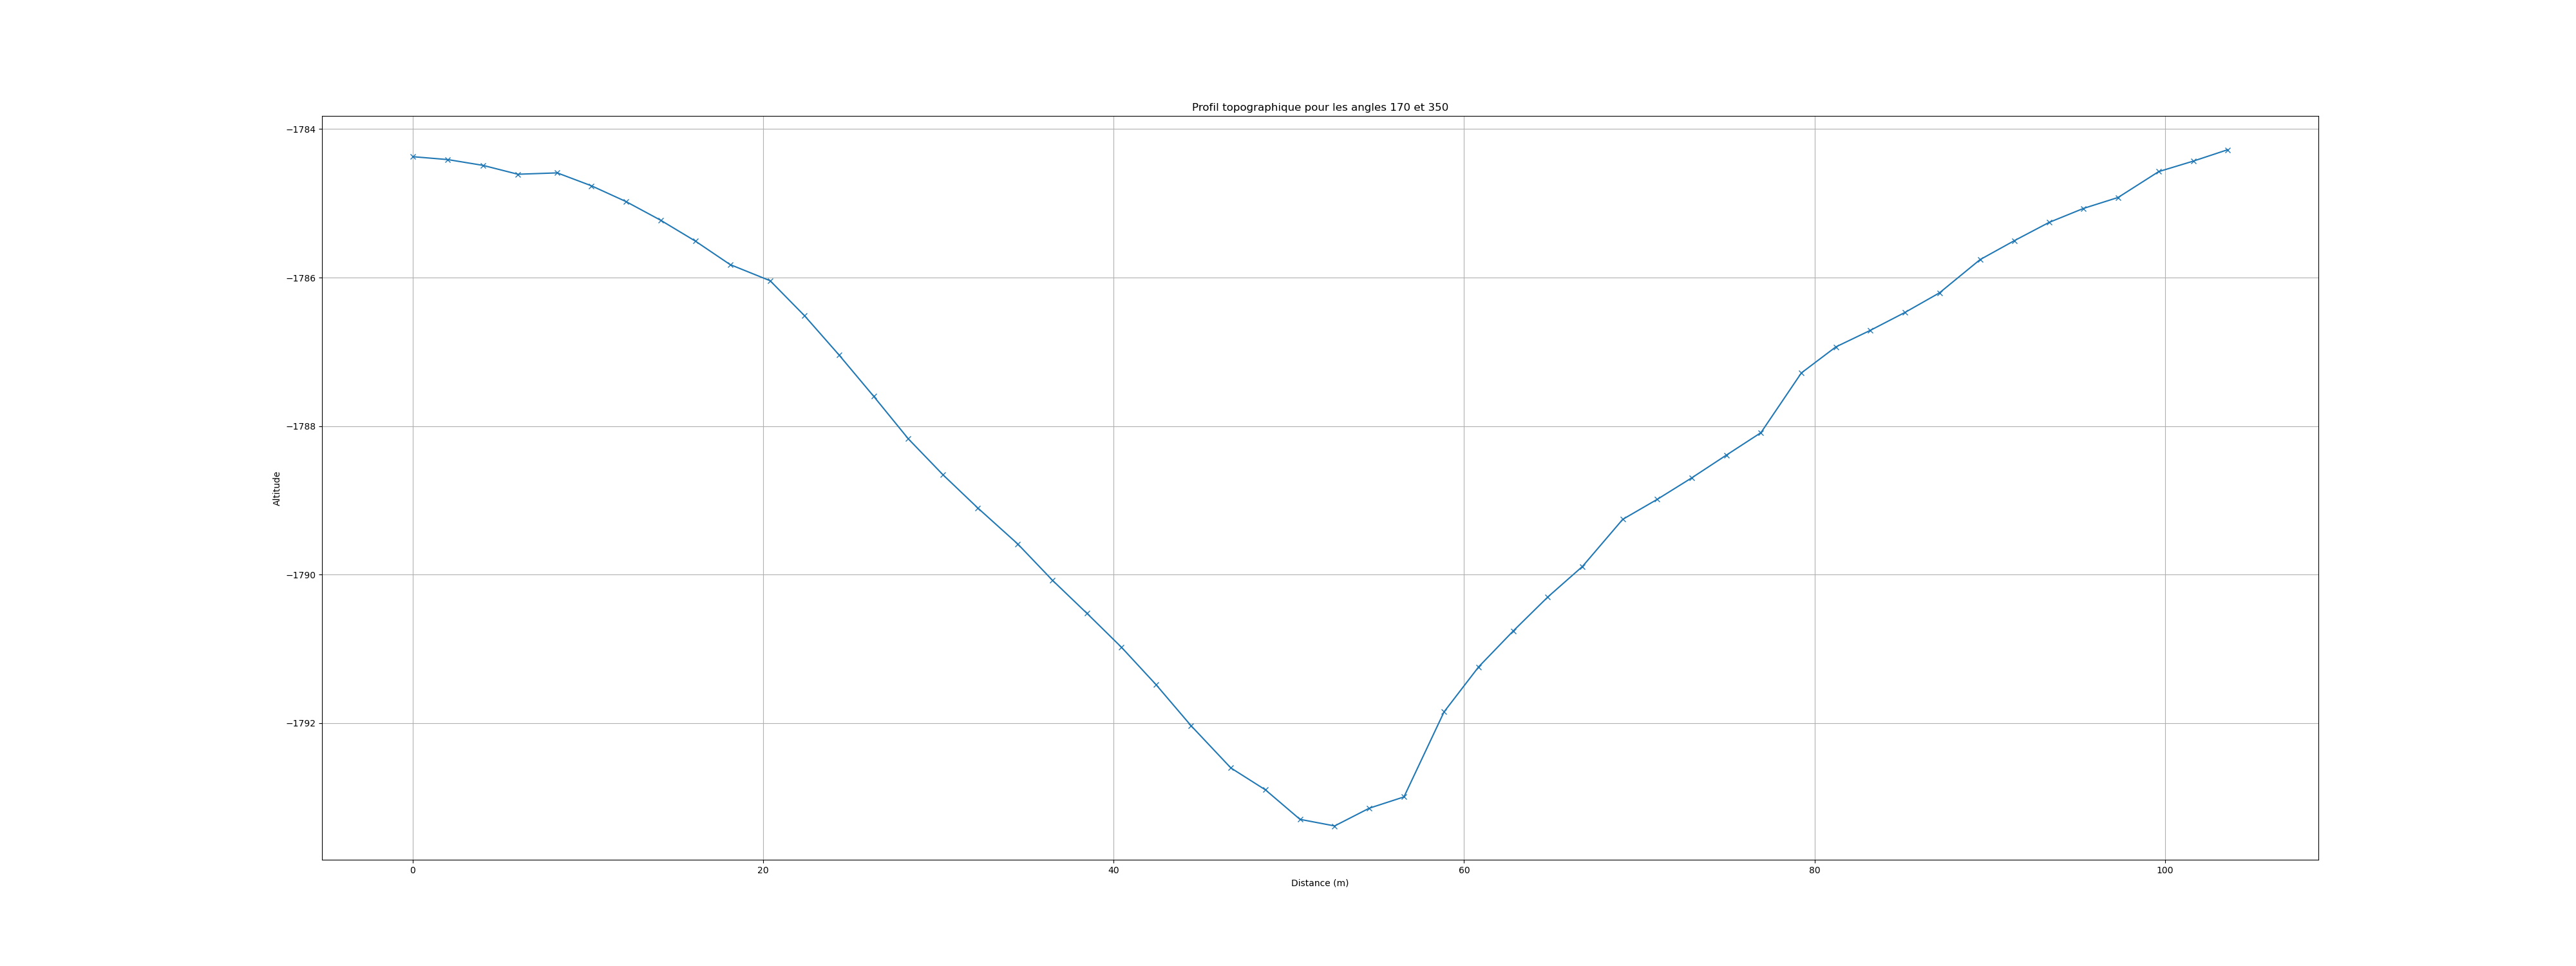 Profil topographique pour les angles 170 et 350
−1784
−1786
−1788
−1790
−1792
Altitude
0 20 40 60 80 100
Distance (m)